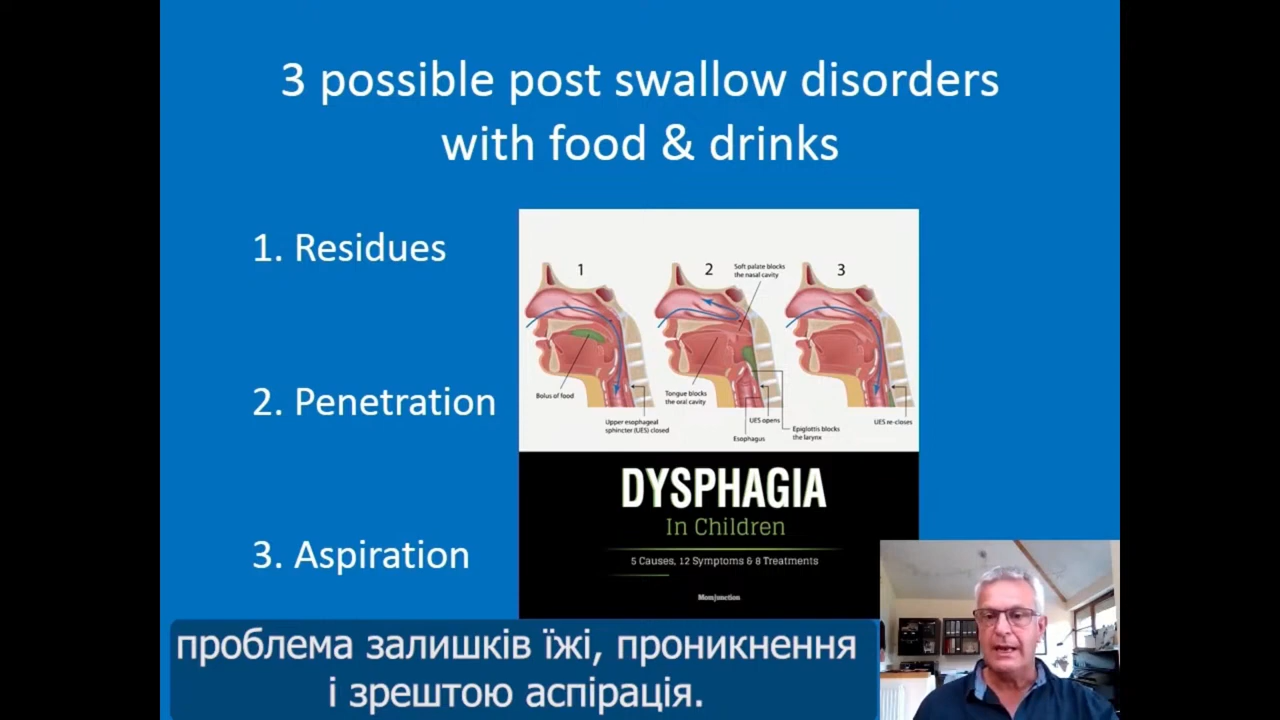 3 possible post swallow disorders
with food & drinks
1. Residues
2. Penetration
3. Aspiration
1
2
3
Soft palate blocks
the nasal cavity
Bolus of food
Tongue blocks
the oral cavity
Upper esophageal
sphincter (UES) closed
UES opens
Esophagus
Epiglottis blocks
the larynx
UES re-closes
DYSPHAGIA
In Children
5 Causes, 12 Symptoms & 8 Treatments
Momjunction
проблема залишків їжі, проникнення
і зрештою аспірація.